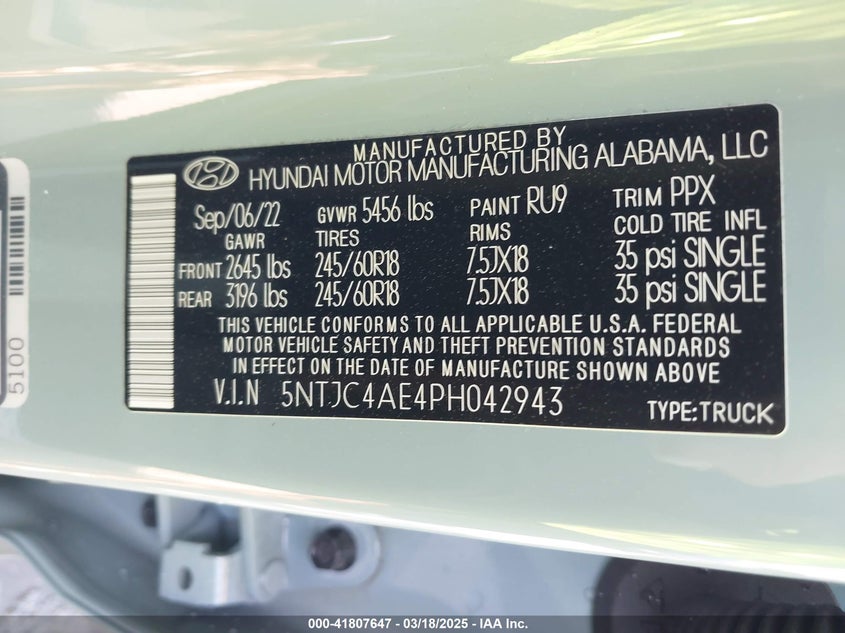 MANUFACTURED BY
HYUNDAI MOTOR MANUFACTURING ALABAMA, LLC
Sep/06/22 GVWR 5456 lbs PAINT RU9 TRIM PPX
GAWR TIRES RIMS COLD TIRE INFL
FRONT 2645 lbs 245/60R18 7.5JX18 35 psi SINGLE
REAR 3196 lbs 245/60R18 7.5JX18 35 psi SINGLE
THIS VEHICLE CONFORMS TO ALL APPLICABLE U.S.A. FEDERAL
MOTOR VEHICLE SAFETY AND THEFT PREVENTION STANDARDS
IN EFFECT ON THE DATE OF MANUFACTURE SHOWN ABOVE
V.I.N 5NTJC4AE4PH042943 TYPE:TRUCK
5100
000-41807647 - 03/18/2025 - IAA Inc.